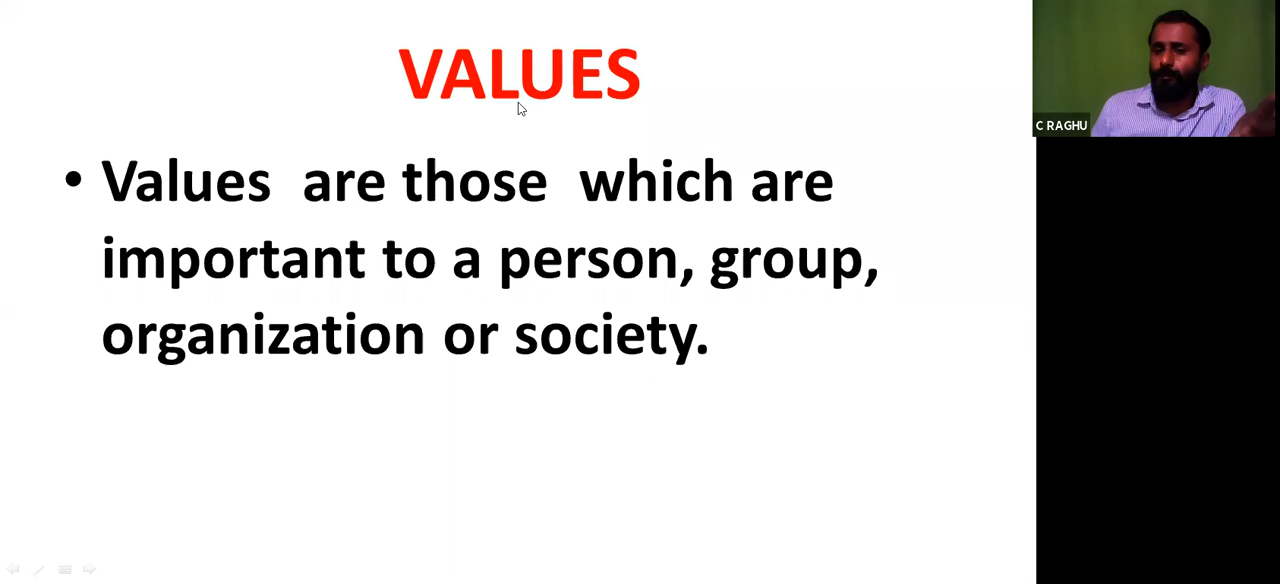 VALUES
• Values are those which are
important to a person, group,
organization or society.
C RAGHU